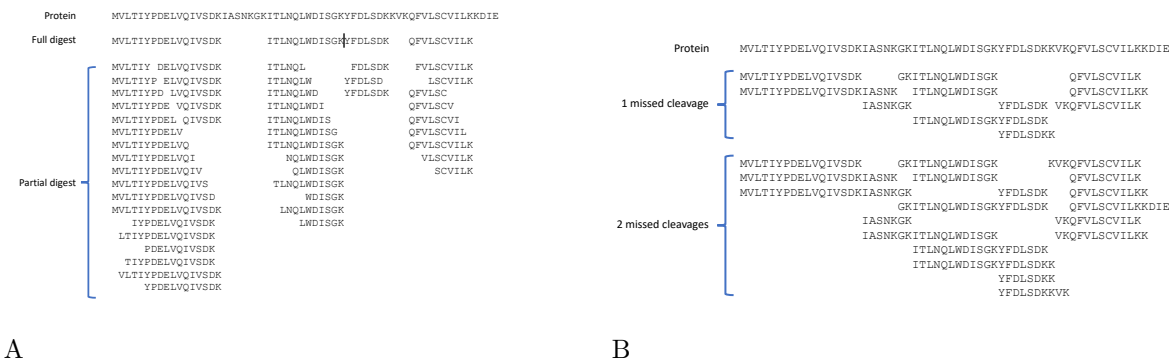 Protein MVLTIYPDELVQIVSDKIASNKGKITLNQLWDISGKYFDLSDKKVKQFVLSCVILKKDIE
Full digest MVLTIYPDELVQIVSDK ITLNQLWDISGKYFDLSDK QFVLSCVILK
MVLTIY PDELVQIVSDK ITLNQL FDLSDK FVLSCVILK
MVLTIYP ELVQIVSDK ITLNQLW YFDLSD LSCVILK
MVLTIYPD LVQIVSDK ITLNQLWD YFDLSDK QFVLSC
MVLTIYPDE VQIVSDK ITLNQLWDI QFVLSCV
MVLTIYPDEL QIVSDK ITLNQLWDIS QFVLSCVI
MVLTIYPDELV ITLNQLWDISG QFVLSCVIL
MVLTIYPDELVQ ITLNQLWDISGK QFVLSCVILK
MVLTIYPDELVQI NQLWDISGK VLSCVILK
MVLTIYPDELVQIV QLWDISGK SCVILK
Partial digest MVLTIYPDELVQIVS TLNQLWDISGK
MVLTIYPDELVQIVSD WDISGK
MVLTIYPDELVQIVSDK LNQLWDISGK
IYPDELVQIVSDK LWDISGK
LTIYPDELVQIVSDK
PDELVQIVSDK
TIYPDELVQIVSDK
VLTIYPDELVQIVSDK
YPDELVQIVSDK
A
Protein MVLTIYPDELVQIVSDKIASNKGKITLNQLWDISGKYFDLSDKKVKQFVLSCVILKKDIE
MVLTIYPDELVQIVSDK GKITLNQLWDISGK QFVLSCVILK
MVLTIYPDELVQIVSDKIASNK ITLNQLWDISGK QFVLSCVILKK
1 missed cleavage IASNKGK YFDLSDK VKQFVLSCVILK
ITLNQLWDISGKYFDLSDK
YFDLSDKK
MVLTIYPDELVQIVSDK GKITLNQLWDISGK KVKQFVLSCVILK
MVLTIYPDELVQIVSDKIASNK ITLNQLWDISGK QFVLSCVILK
MVLTIYPDELVQIVSDKIASNKGK YFDLSDK QFVLSCVILKK
GKITLNQLWDISGKYFDLSDK QFVLSCVILKKDIE
2 missed cleavages IASNKGK VKQFVLSCVILK
IASNKGKITLNQLWDISGK VKQFVLSCVILKK
ITLNQLWDISGKYFDLSDK
ITLNQLWDISGKYFDLSDKK
YFDLSDKK
YFDLSDKKVK
B